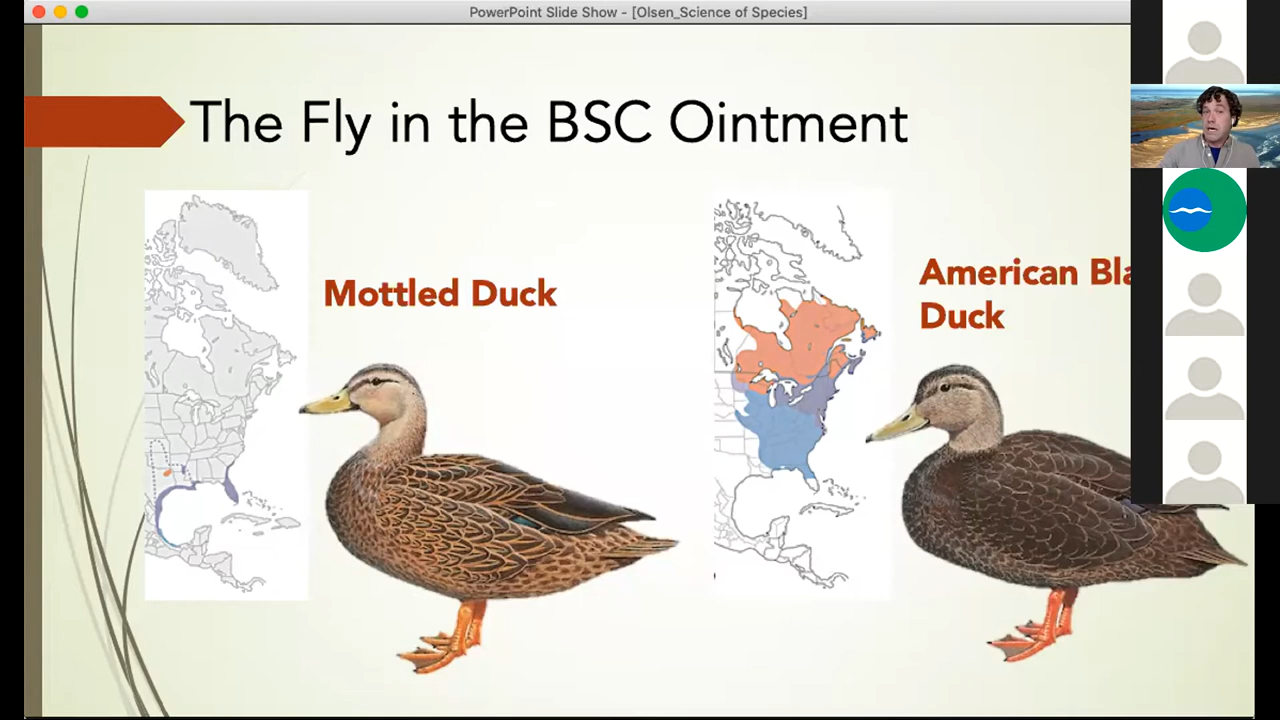 PowerPoint Slide Show - [Olsen_Science of Species]
The Fly in the BSC Ointment
Mottled Duck
American Bla
Duck